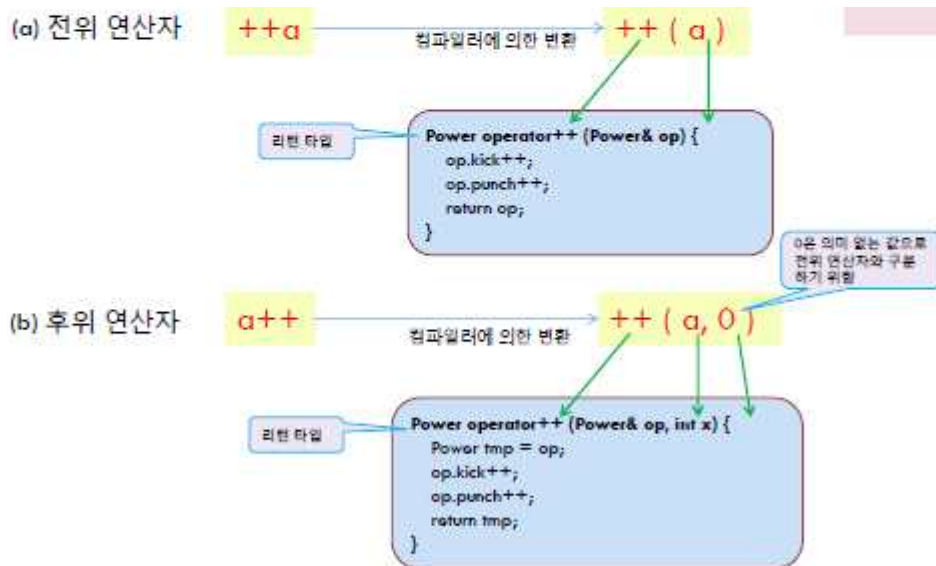 (a) 전위 연산자
++a
컴파일러에 의한 변환
++ ( a )
리턴 타입
Power operator++ (Power& op) {
op.kick++;
op.punch++;
return op;
}
0은 의미 없는 값으로
전위 연산자와 구분
하기 위함
(b) 후위 연산자
a++
컴파일러에 의한 변환
++ ( a, 0 )
리턴 타입
Power operator++ (Power& op, int x) {
Power tmp = op;
op.kick++;
op.punch++;
return tmp;
}